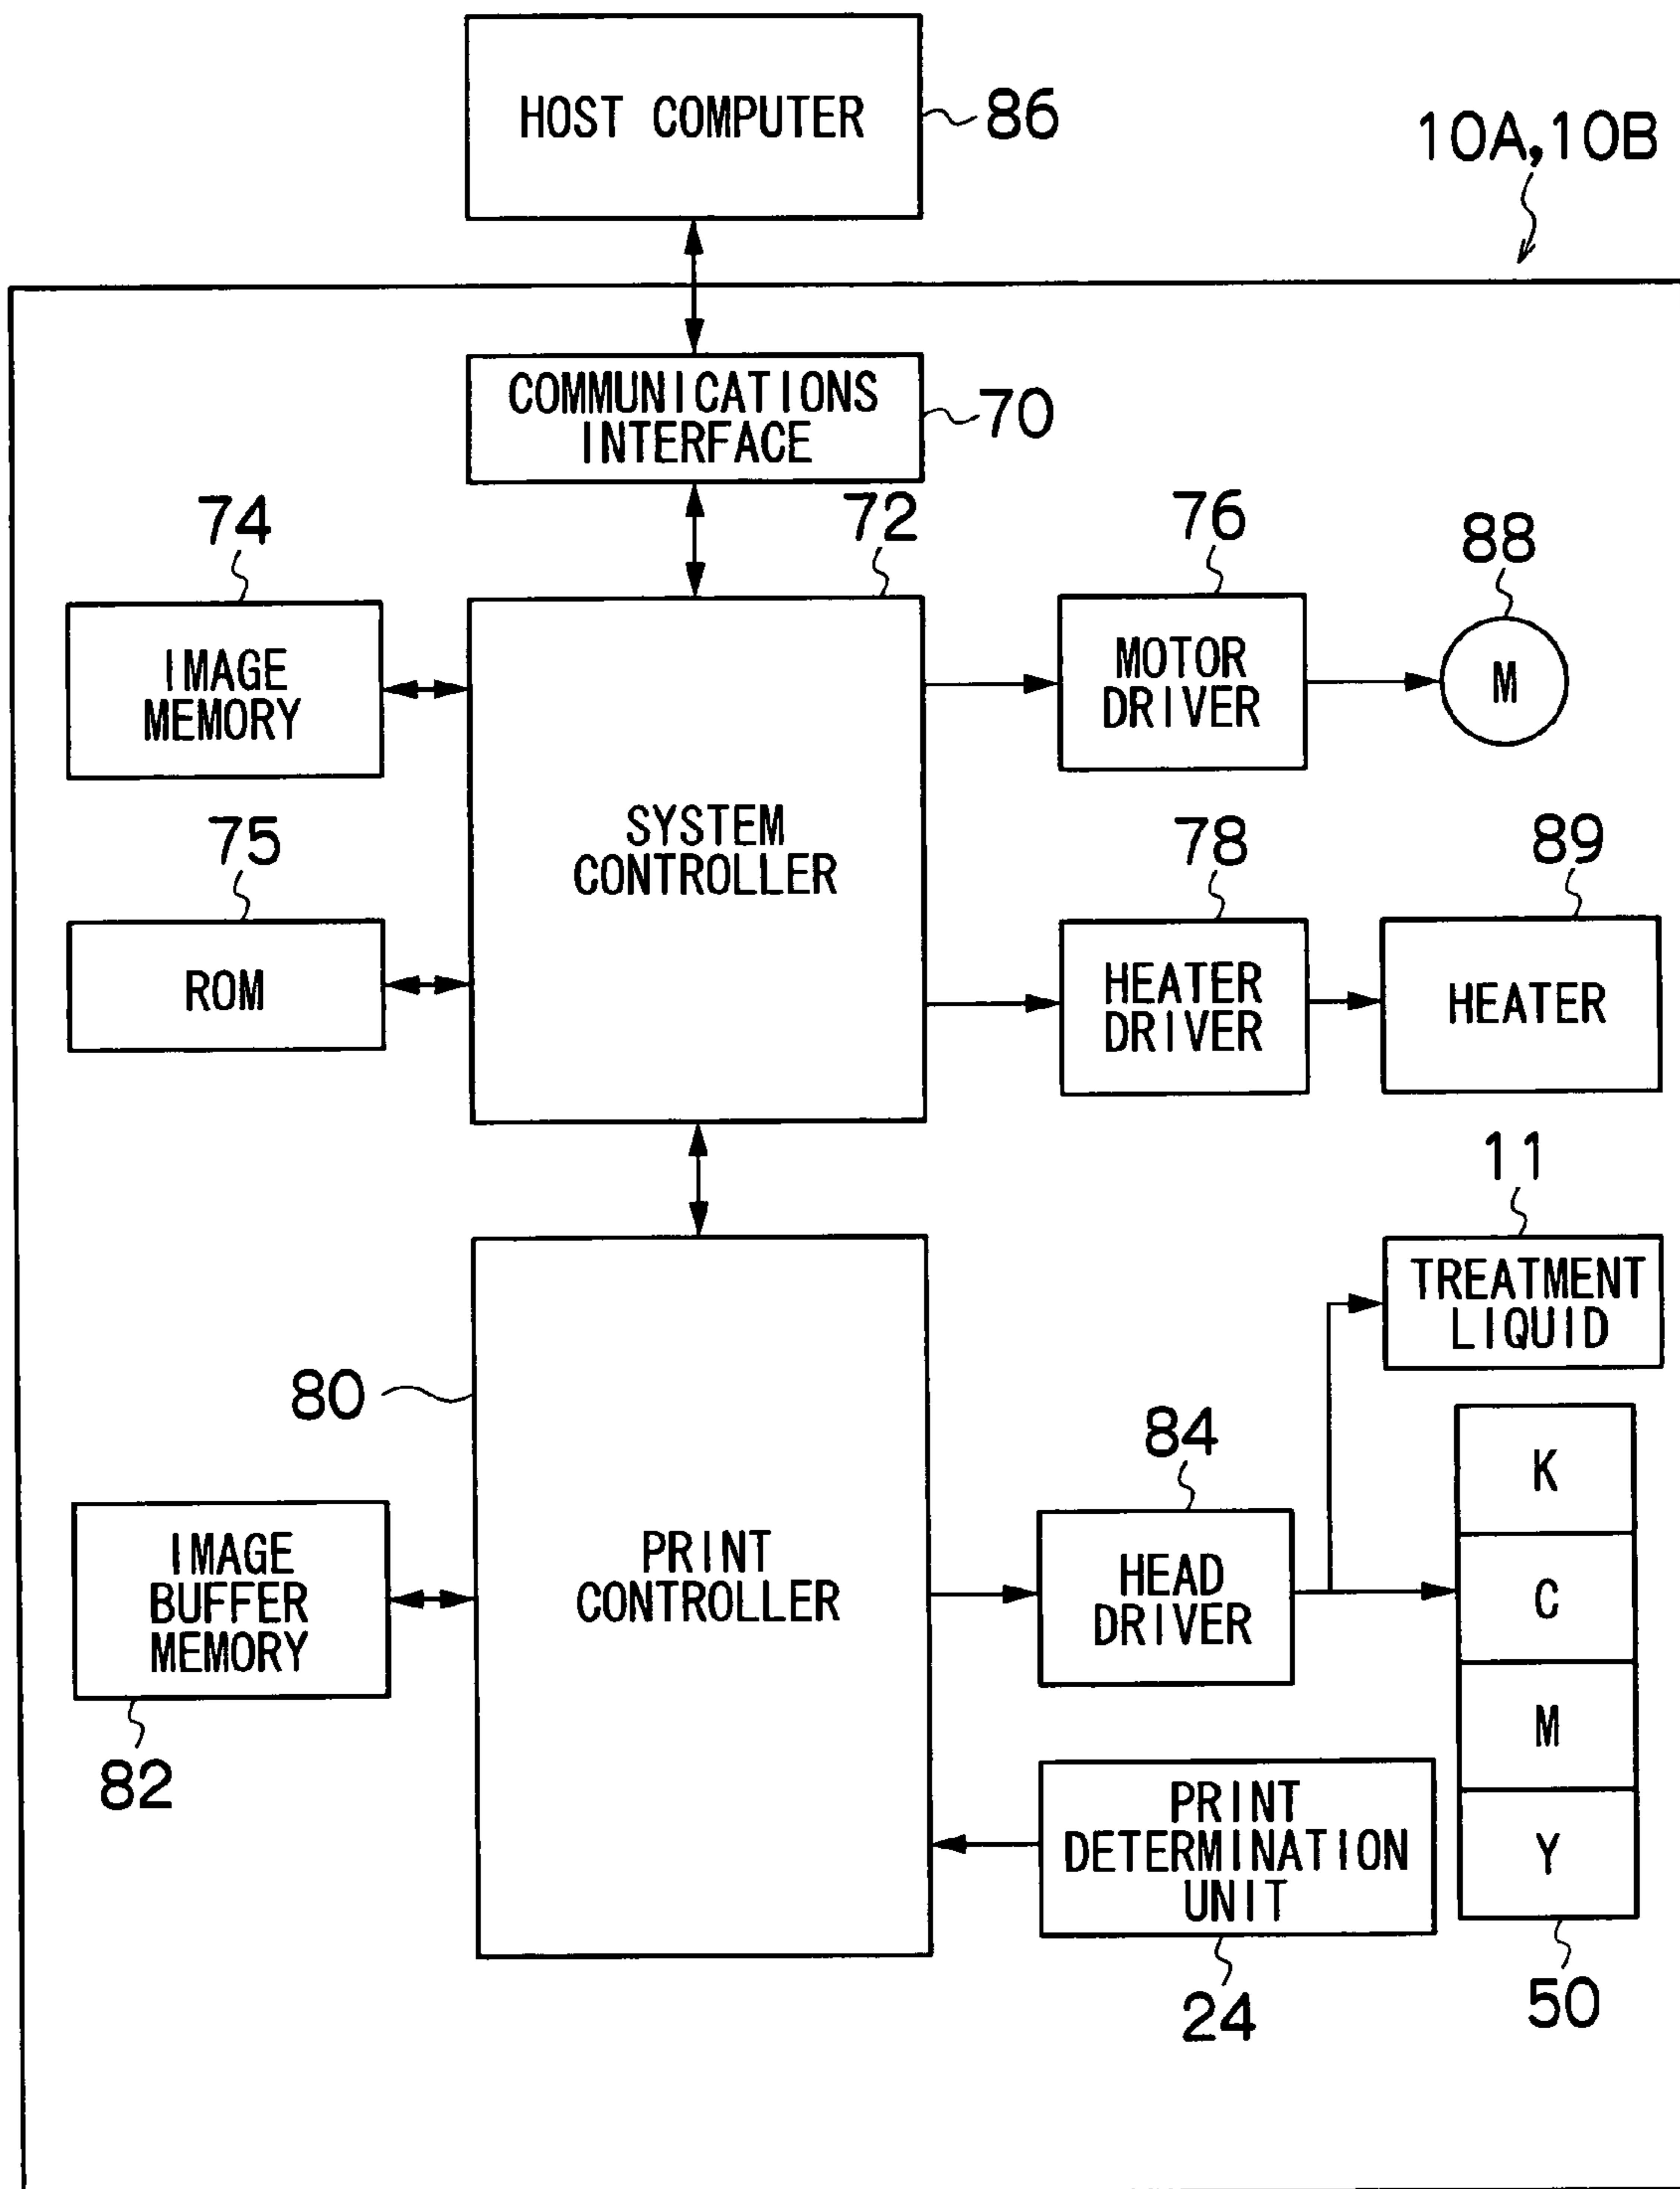 HOST COMPUTER
86
10A,10B
COMMUNICATIONS
INTERFACE
70
74
72
76
88
IMAGE
MEMORY
MOTOR
DRIVER
M
SYSTEM
CONTROLLER
75
78
89
ROM
HEATER
DRIVER
HEATER
11
TREATMENT
LIQUID
80
84
K
IMAGE
BUFFER
MEMORY
PRINT
CONTROLLER
HEAD
DRIVER
C
M
82
PRINT
DETERMINATION
UNIT
Y
24
50